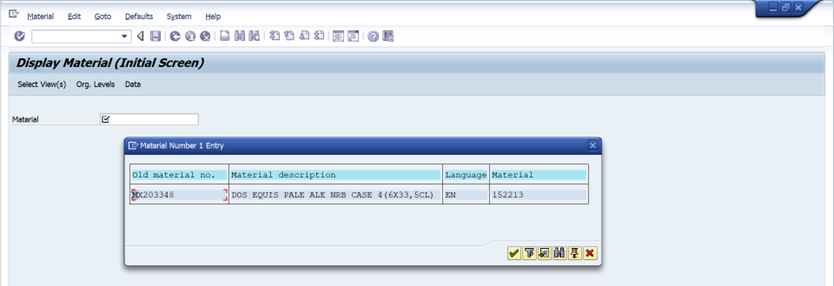 Material Edit Goto Defaults System Help
Display Material (Initial Screen)
Select View(s) Org. Levels Data
Material
Material Number 1 Entry
Old material no. Material description Language Material
MX203348 DOS EQUIS PALE ALE NRB CASE 4(6X33,5CL) EN 152213